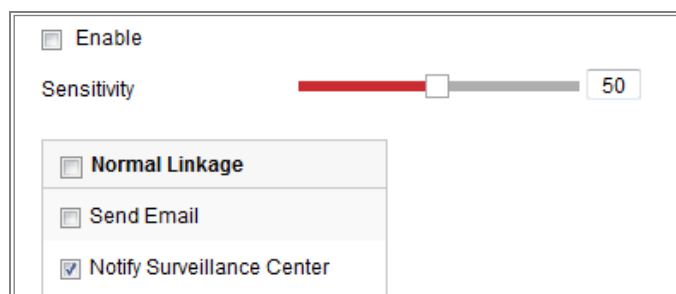 Enable
Sensitivity 50
Normal Linkage
Send Email
Notify Surveillance Center